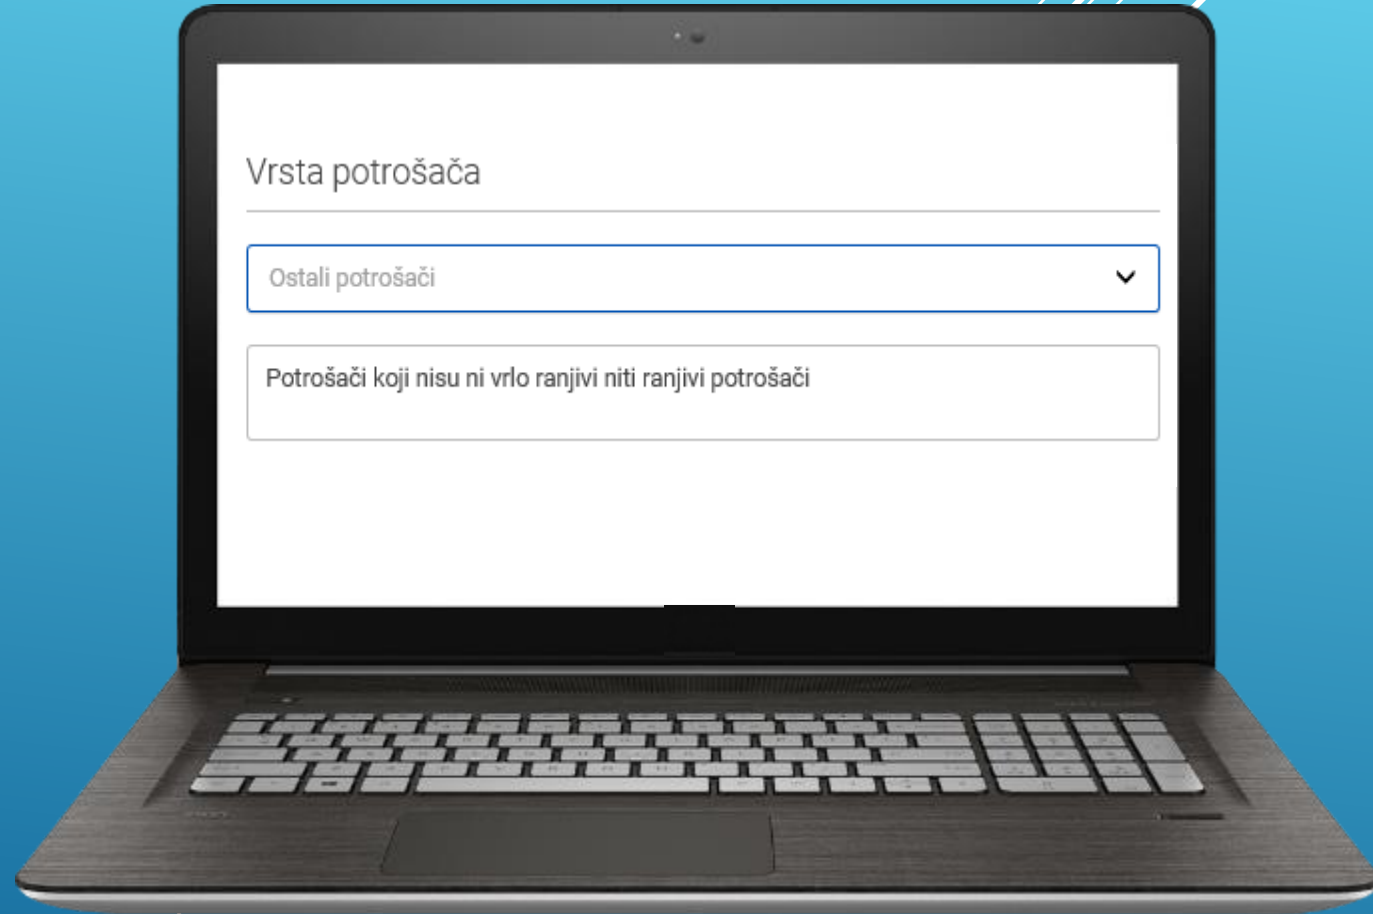 Vrsta potrošača
Ostali potrošači
Potrošači koji nisu ni vrlo ranjivi niti ranjivi potrošači